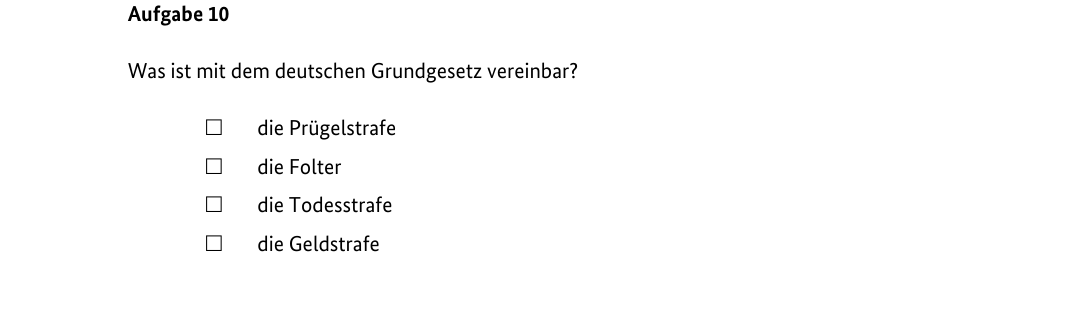 Aufgabe 10
Was ist mit dem deutschen Grundgesetz vereinbar?
☐ die Prügelstrafe
☐ die Folter
☐ die Todesstrafe
☐ die Geldstrafe